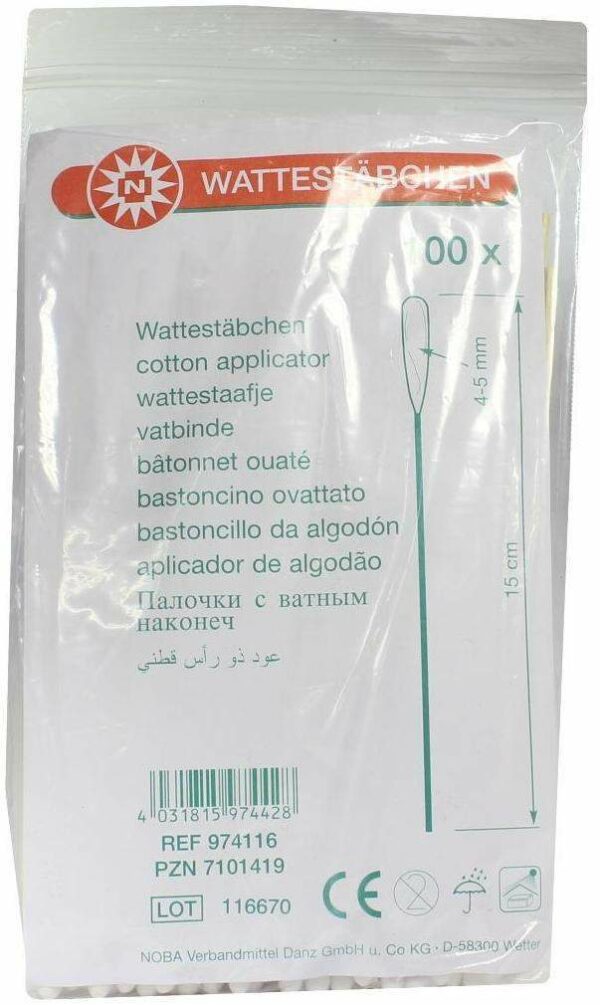 N WATTESTÄBCHEN
100 x
Wattestäbchen
cotton applicator
wattestaafje
vatbinde
bâtonnet ouaté
bastoncino ovattato
bastoncillo da algodón
aplicador de algodão
Палочки с ватным
наконеч
عود ذو رأس قطني
4-5 mm
15 cm
4 031815 974428
REF 974116
PZN 7101419
LOT 116670
CE 2
NOBA Verbandmittel Danz GmbH u. Co KG · D-58300 Wetter